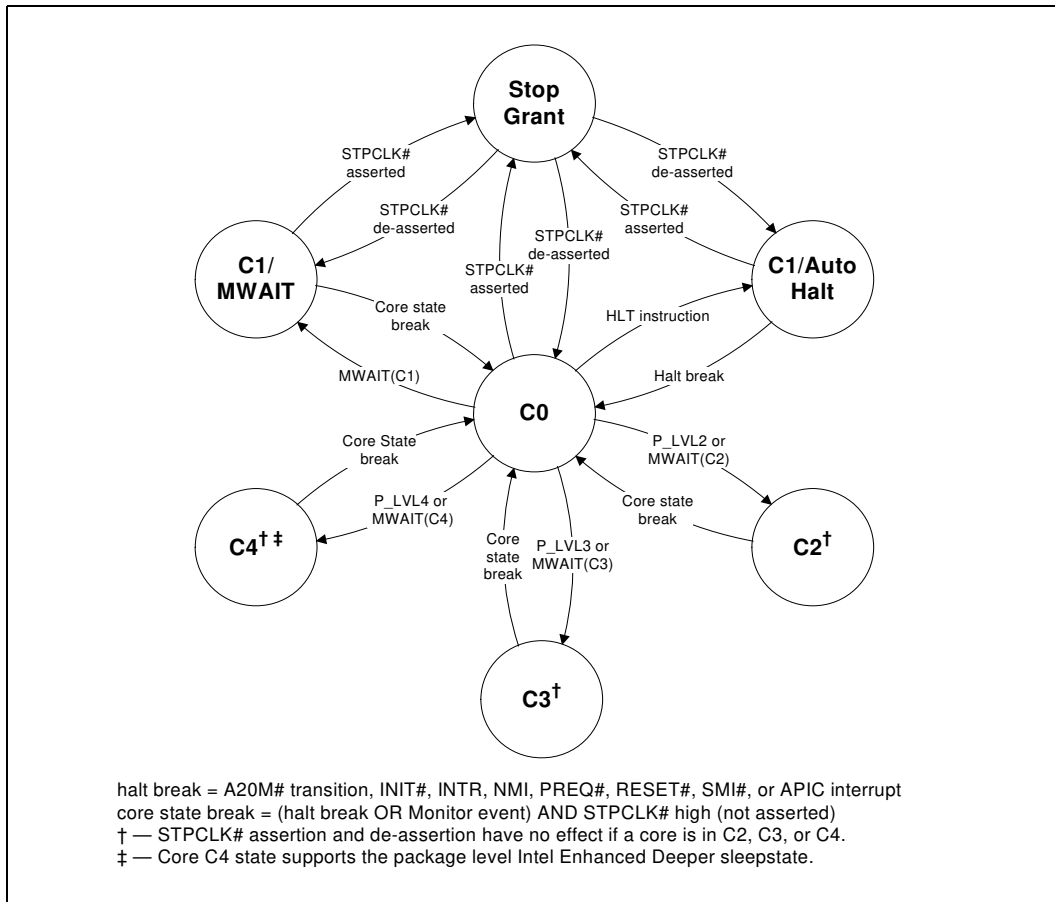 Stop
Grant
STPCLK#
asserted
STPCLK#
de-asserted
STPCLK#
de-asserted
STPCLK#
asserted
STPCLK#
de-asserted
STPCLK#
asserted
C1/
MWAIT
C1/Auto
Halt
Core state
break
HLT instruction
MWAIT(C1)
Halt break
C0
Core State
break
P_LVL2 or
MWAIT(C2)
P_LVL4 or
MWAIT(C4)
Core state
break
C4† ‡
Core
state
break
P_LVL3 or
MWAIT(C3)
C2†
C3†
halt break = A20M# transition, INIT#, INTR, NMI, PREQ#, RESET#, SMI#, or APIC interrupt
core state break = (halt break OR Monitor event) AND STPCLK# high (not asserted)
† — STPCLK# assertion and de-assertion have no effect if a core is in C2, C3, or C4.
‡ — Core C4 state supports the package level Intel Enhanced Deeper sleepstate.